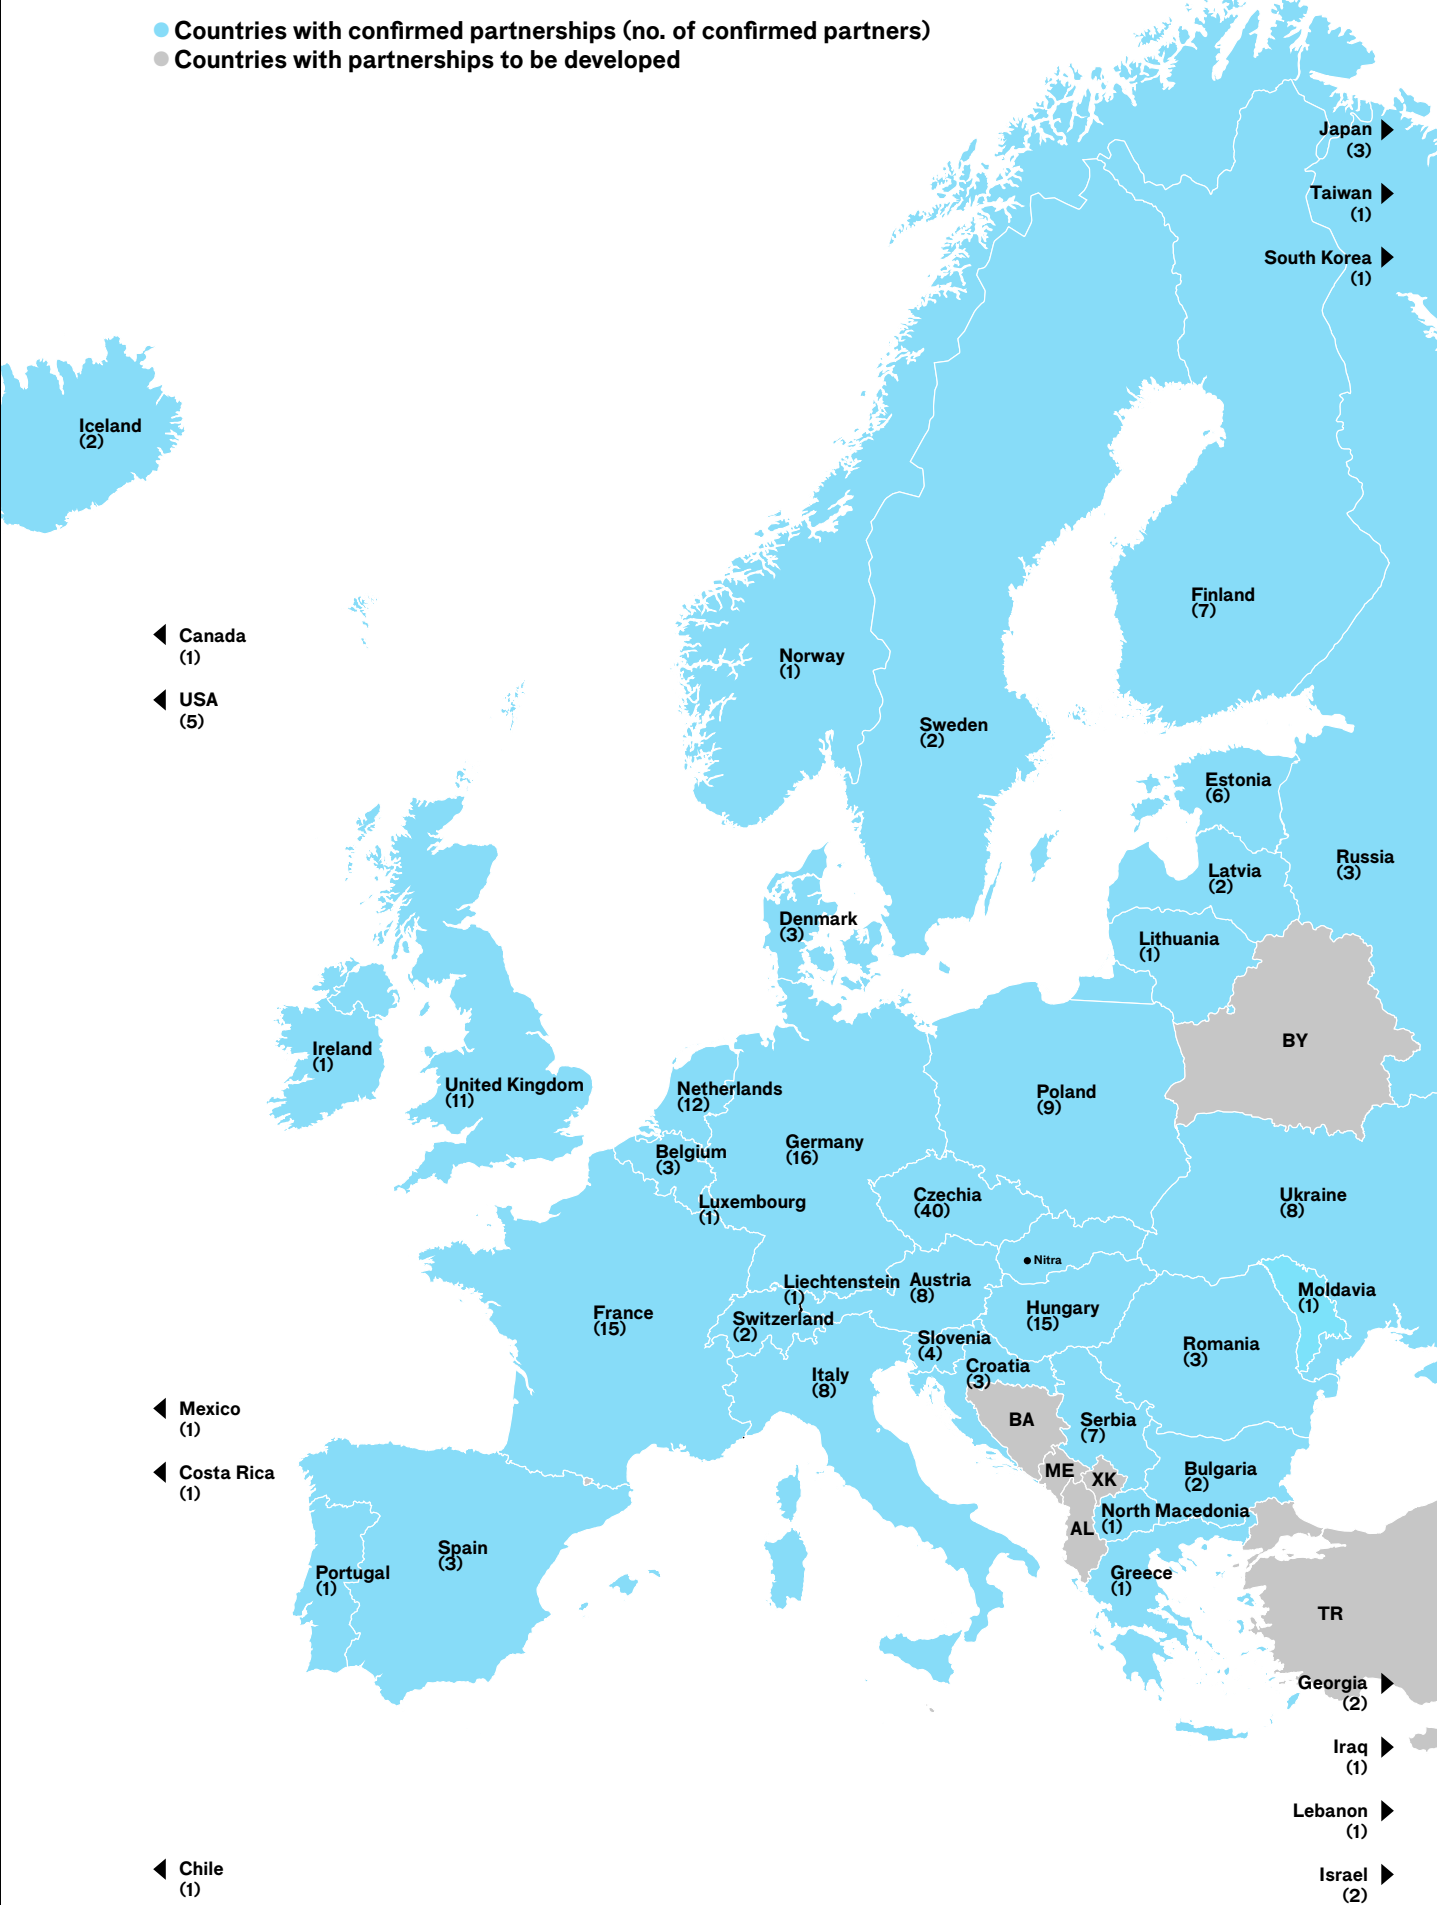 Countries with confirmed partnerships (no. of confirmed partners)
Countries with partnerships to be developed
Japan
(3)
Taiwan
(1)
South Korea
(1)
Iceland
(2)
Finland
(7)
Canada
(1)
Norway
(1)
USA
(5)
Sweden
(2)
Estonia
(6)
Russia
(3)
Latvia
(2)
Denmark
(3)
Lithuania
(1)
BY
Ireland
(1)
United Kingdom
(11)
Netherlands
(12)
Poland
(9)
Germany
(16)
Belgium
(3)
Czechia
(40)
Ukraine
(8)
Luxembourg
(1)
Nitra
Liechtenstein
(1)
Austria
(8)
Moldavia
(1)
Hungary
(15)
France
(15)
Switzerland
(2)
Slovenia
(4)
Romania
(3)
Croatia
(3)
Italy
(8)
Mexico
(1)
BA
Serbia
(7)
Costa Rica
(1)
ME
XK
Bulgaria
(2)
North Macedonia
(1)
AL
Spain
(3)
Portugal
(1)
Greece
(1)
TR
Georgia
(2)
Iraq
(1)
Lebanon
(1)
Chile
(1)
Israel
(2)